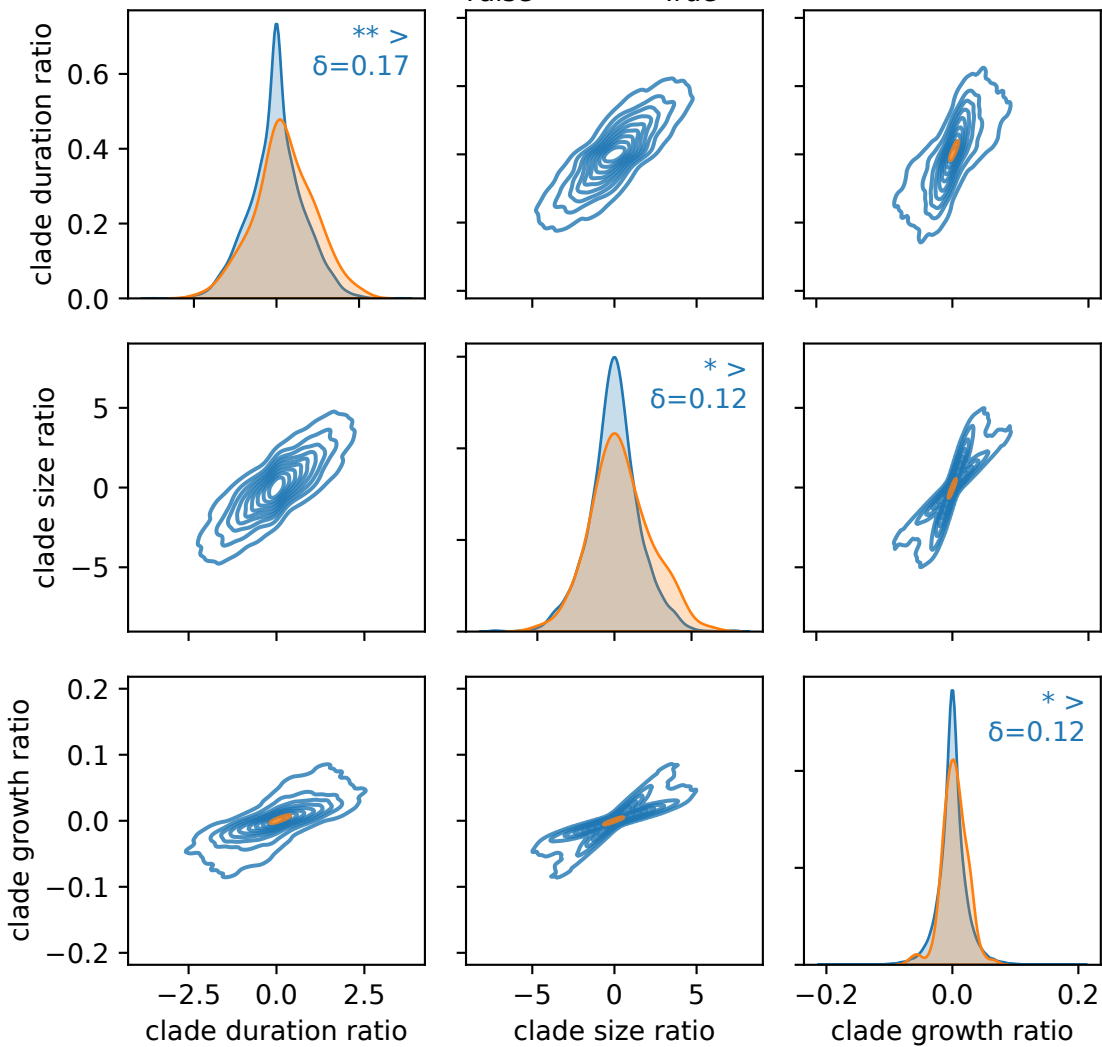 ** >
δ=0.17
clade duration ratio
0.6
0.4
0.2
0.0
* >
δ=0.12
clade size ratio
5
0
−5
* >
δ=0.12
clade growth ratio
0.2
0.1
0.0
−0.1
−0.2
−2.5 0.0 2.5 −5 0 5 −0.2 0.0 0.2
clade duration ratio clade size ratio clade growth ratio